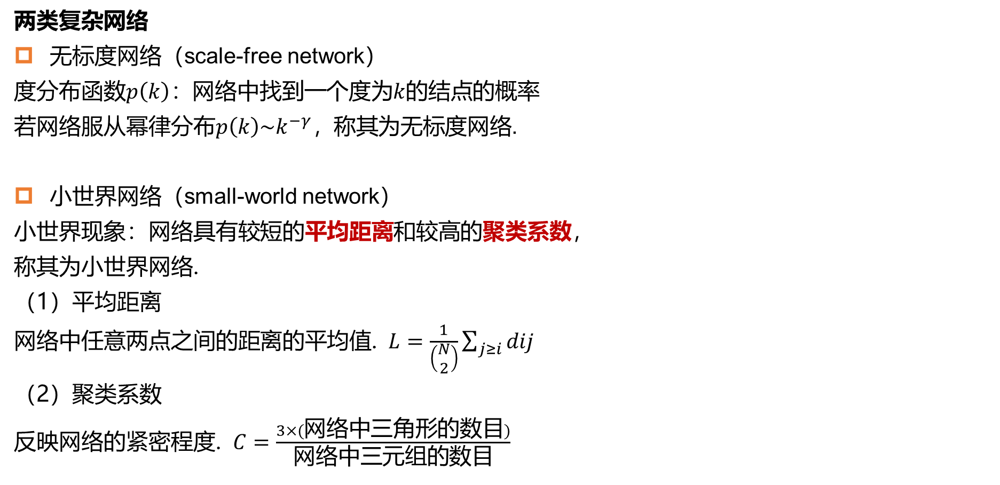 两类复杂网络
无标度网络（scale-free network）
度分布函数p(k)：网络中找到一个度为k的结点的概率
若网络服从幂律分布p(k)~k^{-γ}，称其为无标度网络.
小世界网络（small-world network）
小世界现象：网络具有较短的平均距离和较高的聚类系数，
称其为小世界网络.
（1）平均距离
网络中任意两点之间的距离的平均值. L = \frac{1}{\binom{N}{2}} ∑_{j≥i} dij
（2）聚类系数
反映网络的紧密程度. C = \frac{3×(网络中三角形的数目)}{网络中三元组的数目}